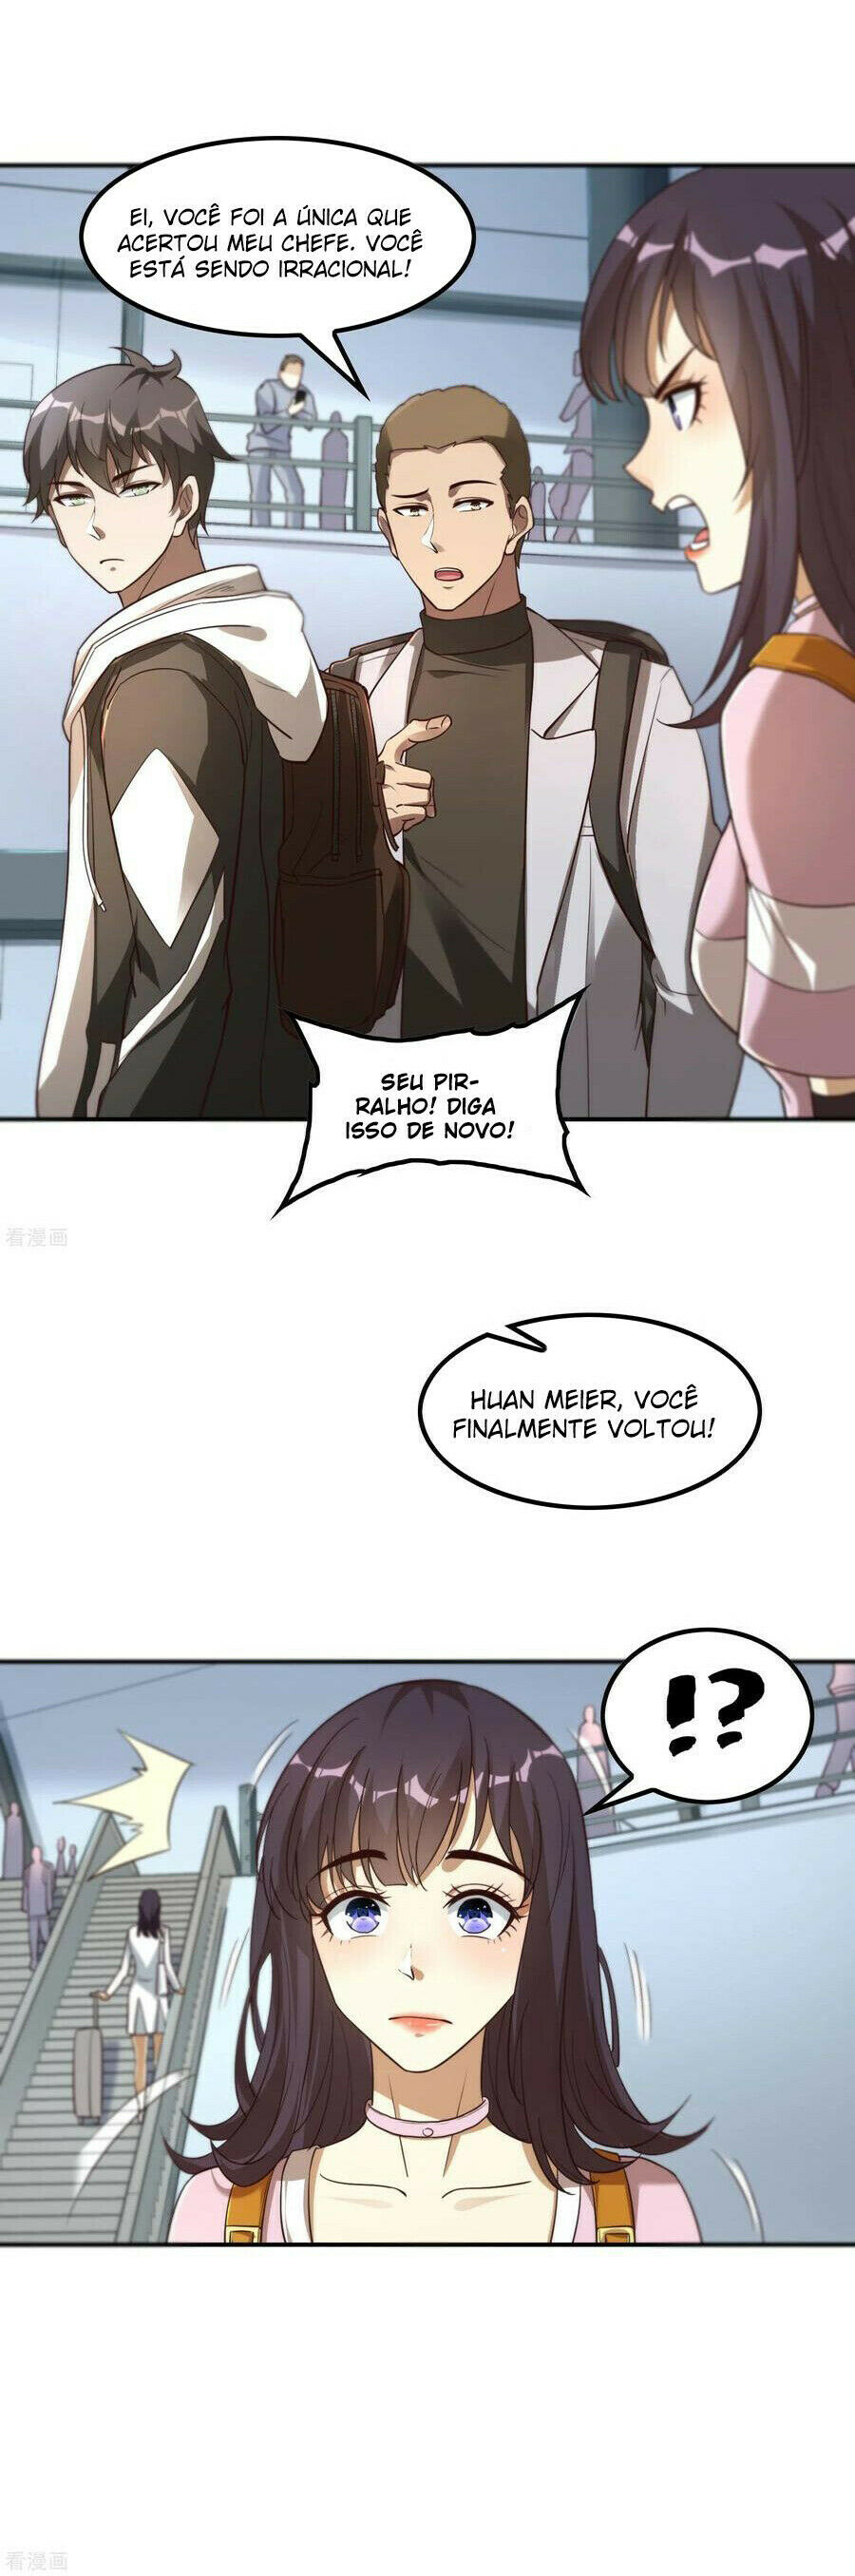 EI, VOCÊ FOI A ÚNICA QUE
ACERTOU MEU CHEFE. VOCÊ
ESTÁ SENDO IRRACIONAL!
SEU PIR-
RALHO! DIGA
ISSO DE NOVO!
看漫画
HUAN MEIER, VOCÊ
FINALMENTE VOLTOU!
!?
看漫画